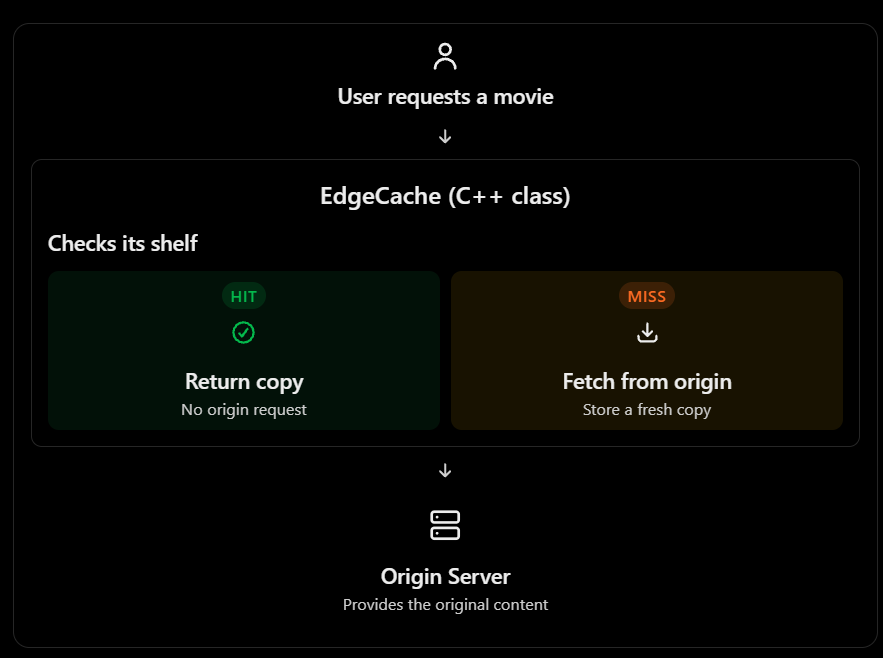 User requests a movie
EdgeCache (C++ class)
Checks its shelf
HIT
Return copy
No origin request
MISS
Fetch from origin
Store a fresh copy
Origin Server
Provides the original content